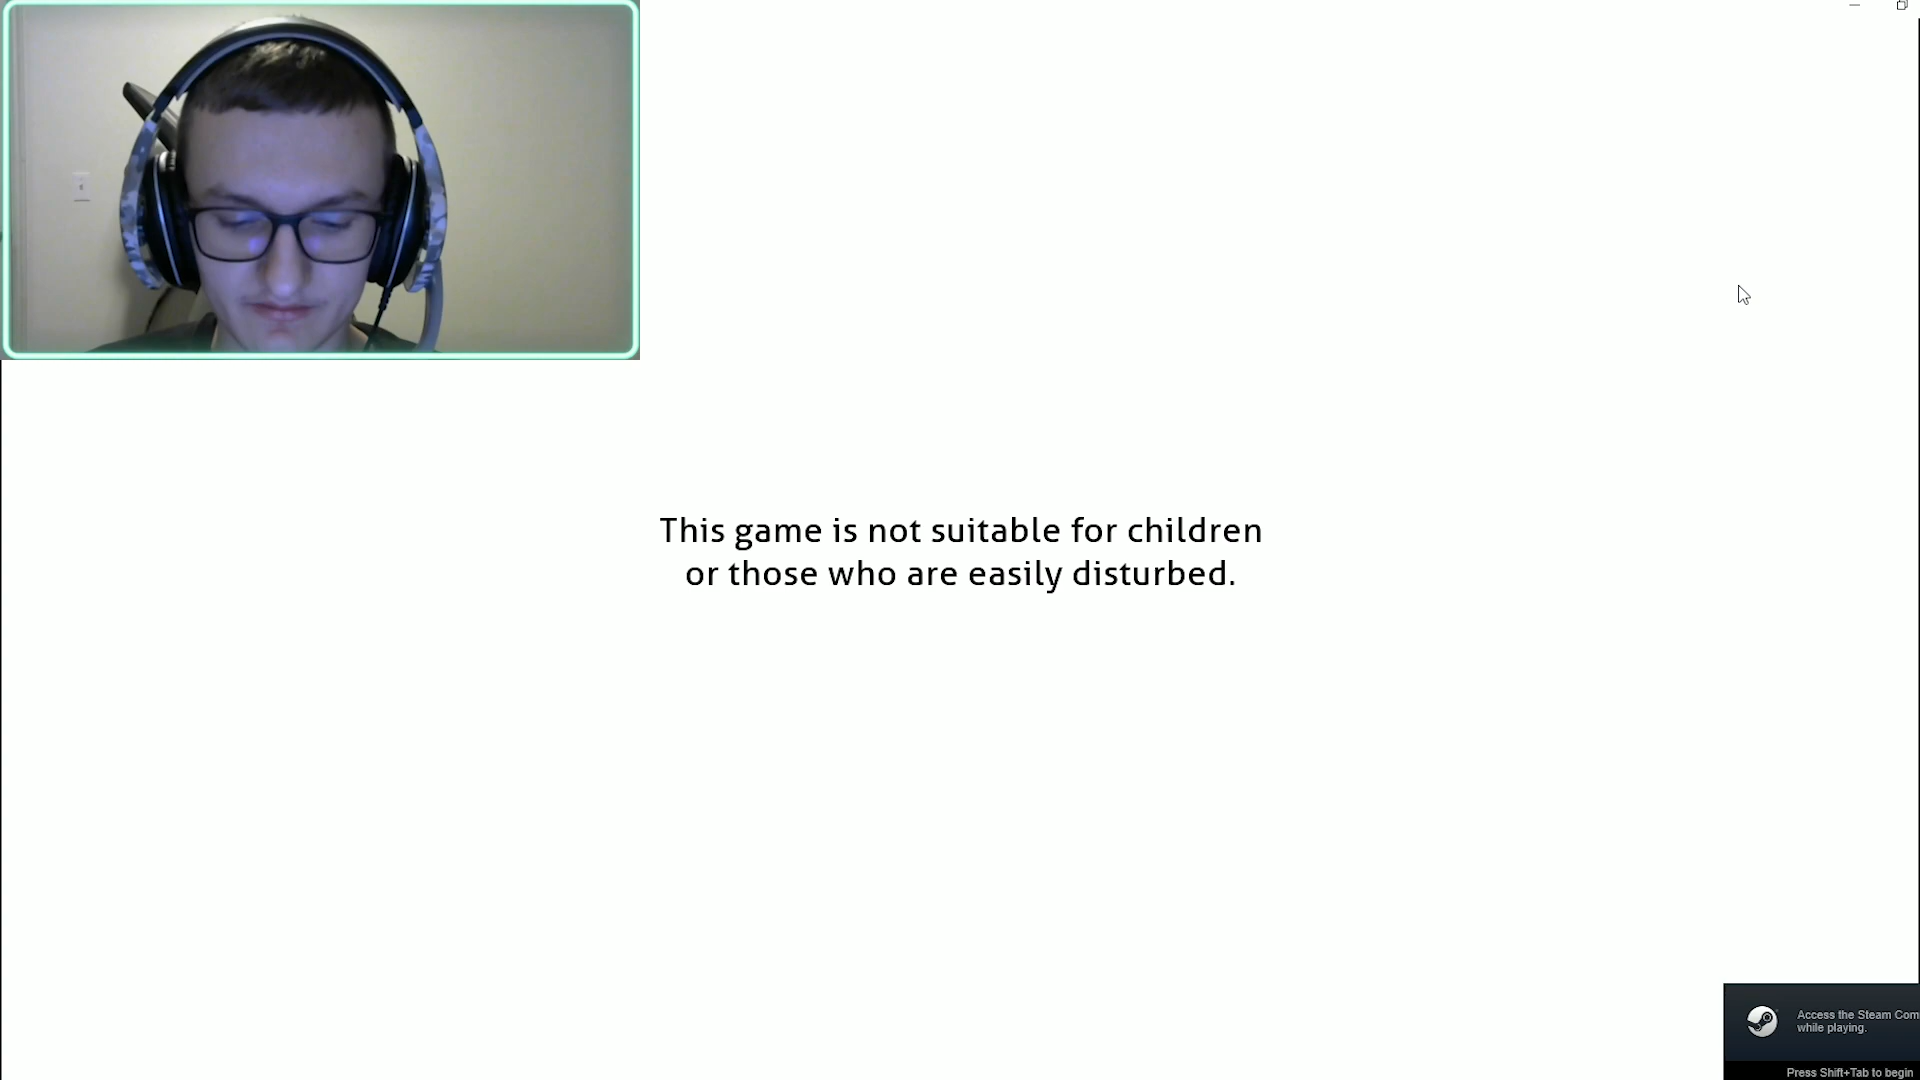 This game is not suitable for children
or those who are easily disturbed.
Access the Steam Com
while playing.
Press Shift+Tab to begin